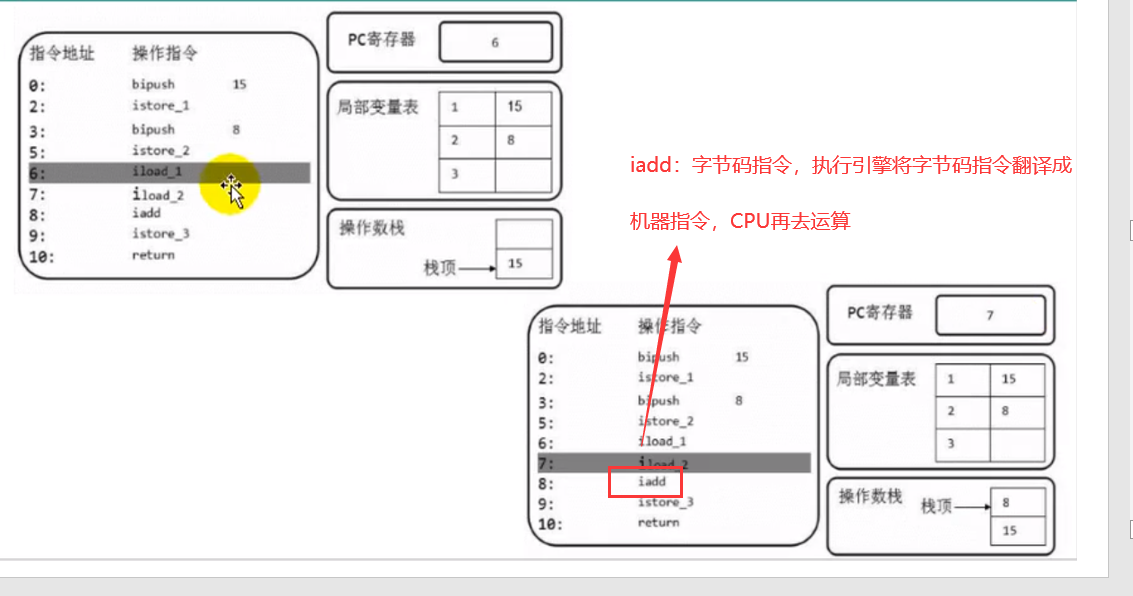 指令地址 操作指令
0: bipush 15
2: istore_1
3: bipush 8
5: istore_2
6: iload_1
7: iload_2
8: iadd
9: istore_3
10: return
PC寄存器 6
局部变量表 1 15
2 8
3
操作数栈
栈顶 15
iadd：字节码指令，执行引擎将字节码指令翻译成
机器指令，CPU再去运算
指令地址 操作指令
0: bipush 15
2: istore_1
3: bipush 8
5: istore_2
6: iload_1
7: iload_2
8: iadd
9: istore_3
10: return
PC寄存器 7
局部变量表 1 15
2 8
3
操作数栈 栈顶 8
15